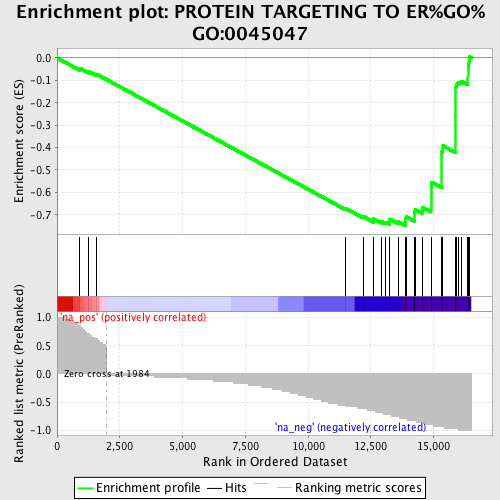 Enrichment plot: PROTEIN TARGETING TO ER%GO%
GO:0045047
Enrichment score (ES)
0.0
-0.1
-0.2
-0.3
-0.4
-0.5
-0.6
-0.7
'na_pos' (positively correlated)
Ranked list metric (PreRanked)
1.0
0.5
0.0
-0.5
-1.0
Zero cross at 1984
'na_neg' (negatively correlated)
0
2,500
5,000
7,500
10,000
12,500
15,000
Rank in Ordered Dataset
Enrichment profile
Hits
Ranking metric scores